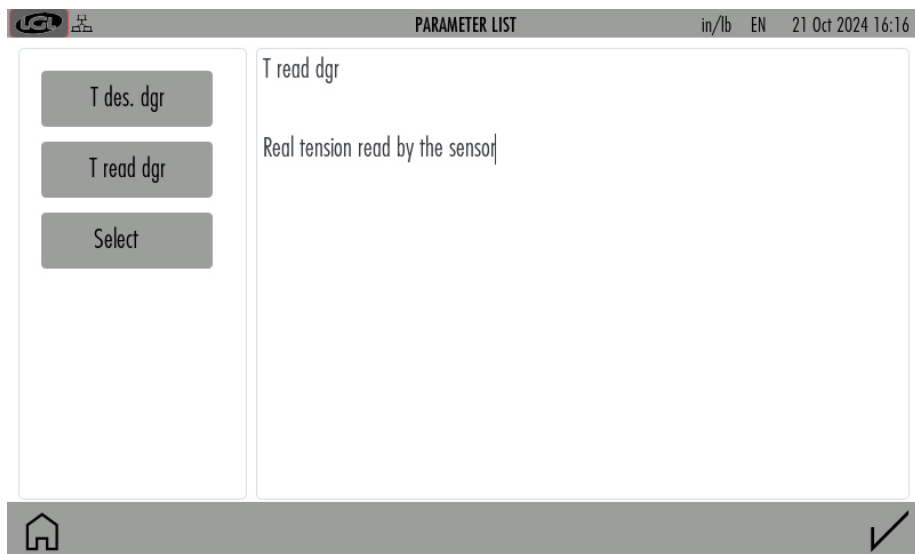 LGL PARAMETER LIST in/lb EN 21 Oct 2024 16:16
T des. dgr
T read dgr
Select
T read dgr
Real tension read by the sensor